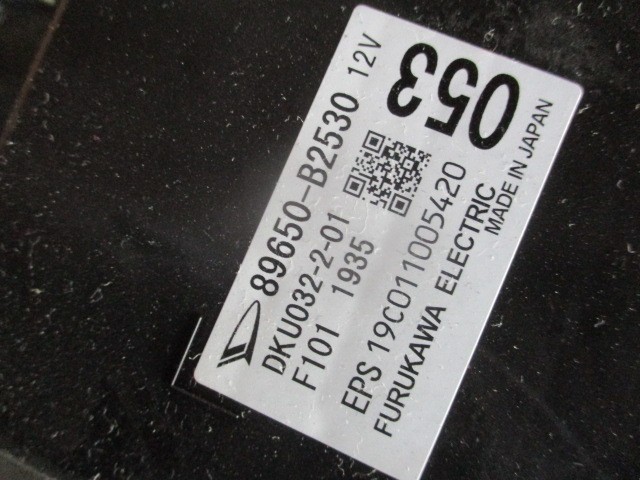 89650-B2530 12V
DKU032-2-01
F101 1935
053
EPS 19C011005420
FURUKAWA ELECTRIC
MADE IN JAPAN